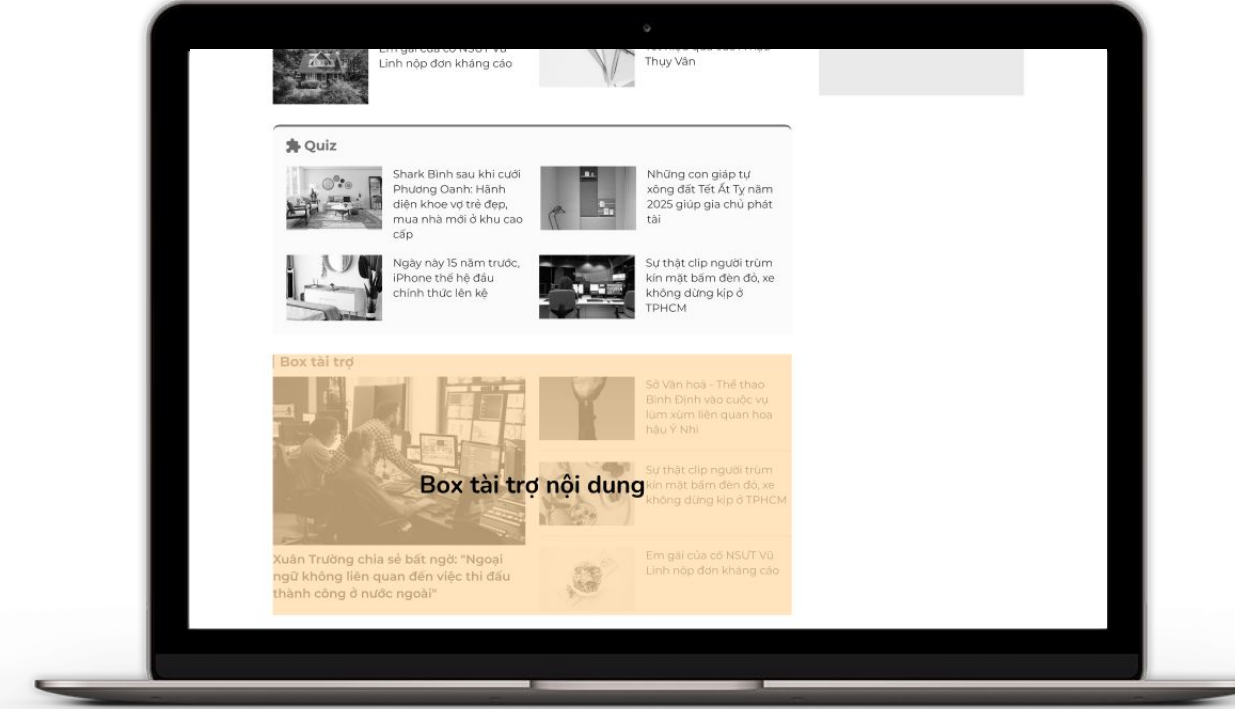 Em gái của cố NSƯT Vũ
Linh nộp đơn kháng cáo
Thụy Vân
Quiz
Shark Bình sau khi cưới
Phương Oanh: Hãnh
diện khoe vợ trẻ đẹp,
mua nhà mới ở khu cao
cấp
Những con giáp tự
xông đất Tết Ất Tỵ năm
2025 giúp gia chủ phát
tài
Ngày này 15 năm trước,
iPhone thế hệ đầu
chính thức lên kệ
Sự thật clip người trùm
kín mặt bấm đèn đỏ, xe
không dừng kịp ở
TPHCM
Box tài trợ
Box tài trợ nội dung
Xuân Trường chia sẻ bất ngờ: "Ngoại
ngữ không liên quan đến việc thi đấu
thành công ở nước ngoài"
Sở Văn hoá - Thể thao
Bình Định vào cuộc vụ
lùm xùm liên quan hoa
hậu Ý Nhi
Sự thật clip người trùm
kín mặt bấm đèn đỏ, xe
không dừng kịp ở TPHCM
Em gái của cố NSƯT Vũ
Linh nộp đơn kháng cáo